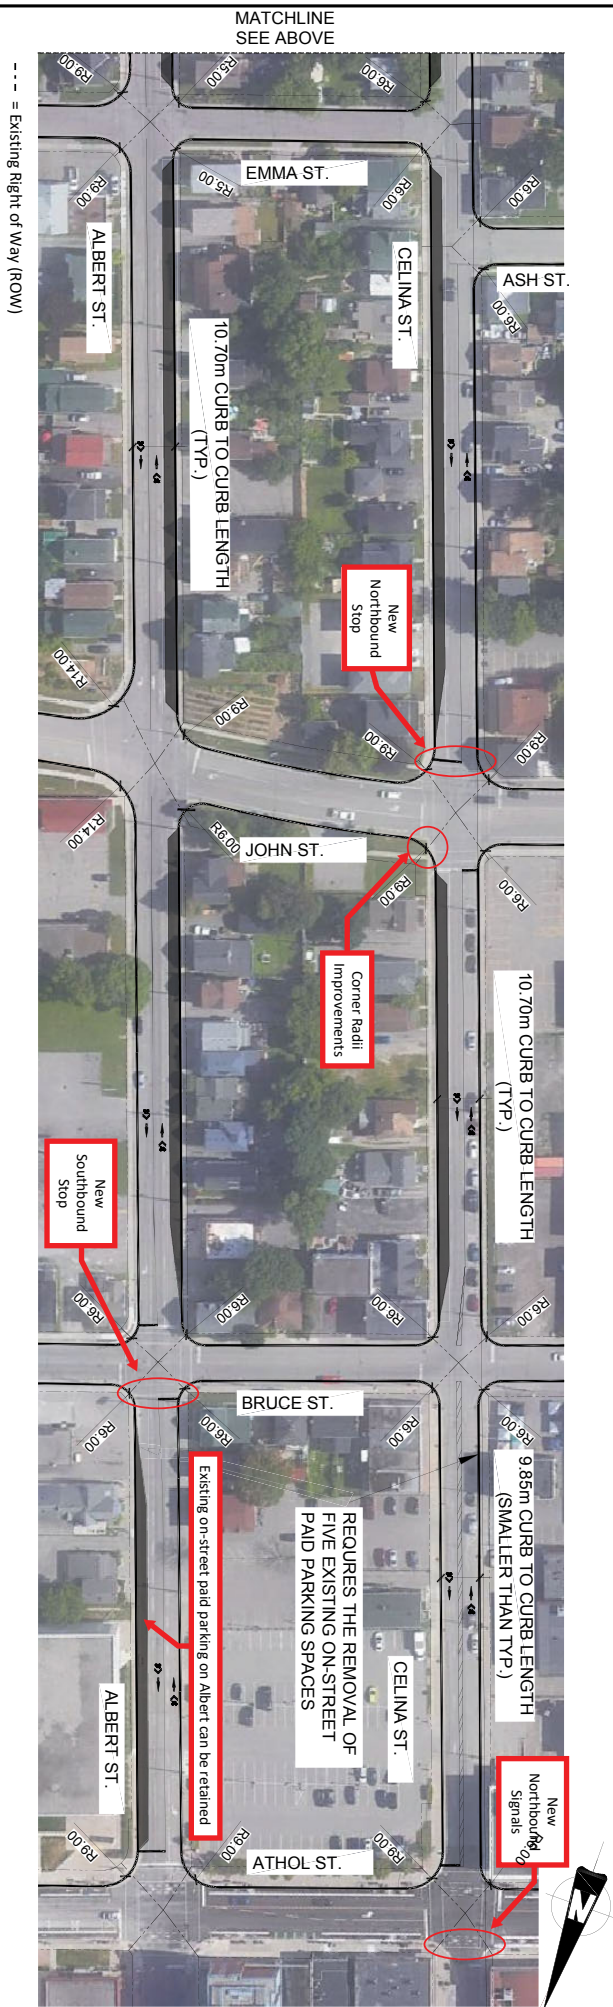 MATCHLINE
SEE ABOVE
-·-·- = Existing Right of Way (ROW)
R9.00
R5.00
R6.00
EMMA ST.
R9.00
R5.00
R6.00
R6.00
ALBERT ST.
CELINA ST.
ASH ST.
R6.00
10.70m CURB TO CURB LENGTH
(TYP.)
New
Northbound
Stop
R14.00
R9.00
R9.00
R9.00
R14.00
R6.00
JOHN ST.
R9.00
R6.00
Corner Radii
Improvements
10.70m CURB TO CURB LENGTH
(TYP.)
New
Southbound
Stop
R6.00
R6.00
R6.00
BRUCE ST.
R6.00
R6.00
R6.00
R6.00
9.85m CURB TO CURB LENGTH
(SMALLER THAN TYP.)
Existing on-street paid parking on Albert can be retained
REQURES THE REMOVAL OF
FIVE EXISTING ON-STREET
PAID PARKING SPACES
ALBERT ST.
CELINA ST.
New
Northbound
Signals
R9.00
R9.00
R9.00
ATHOL ST.
N